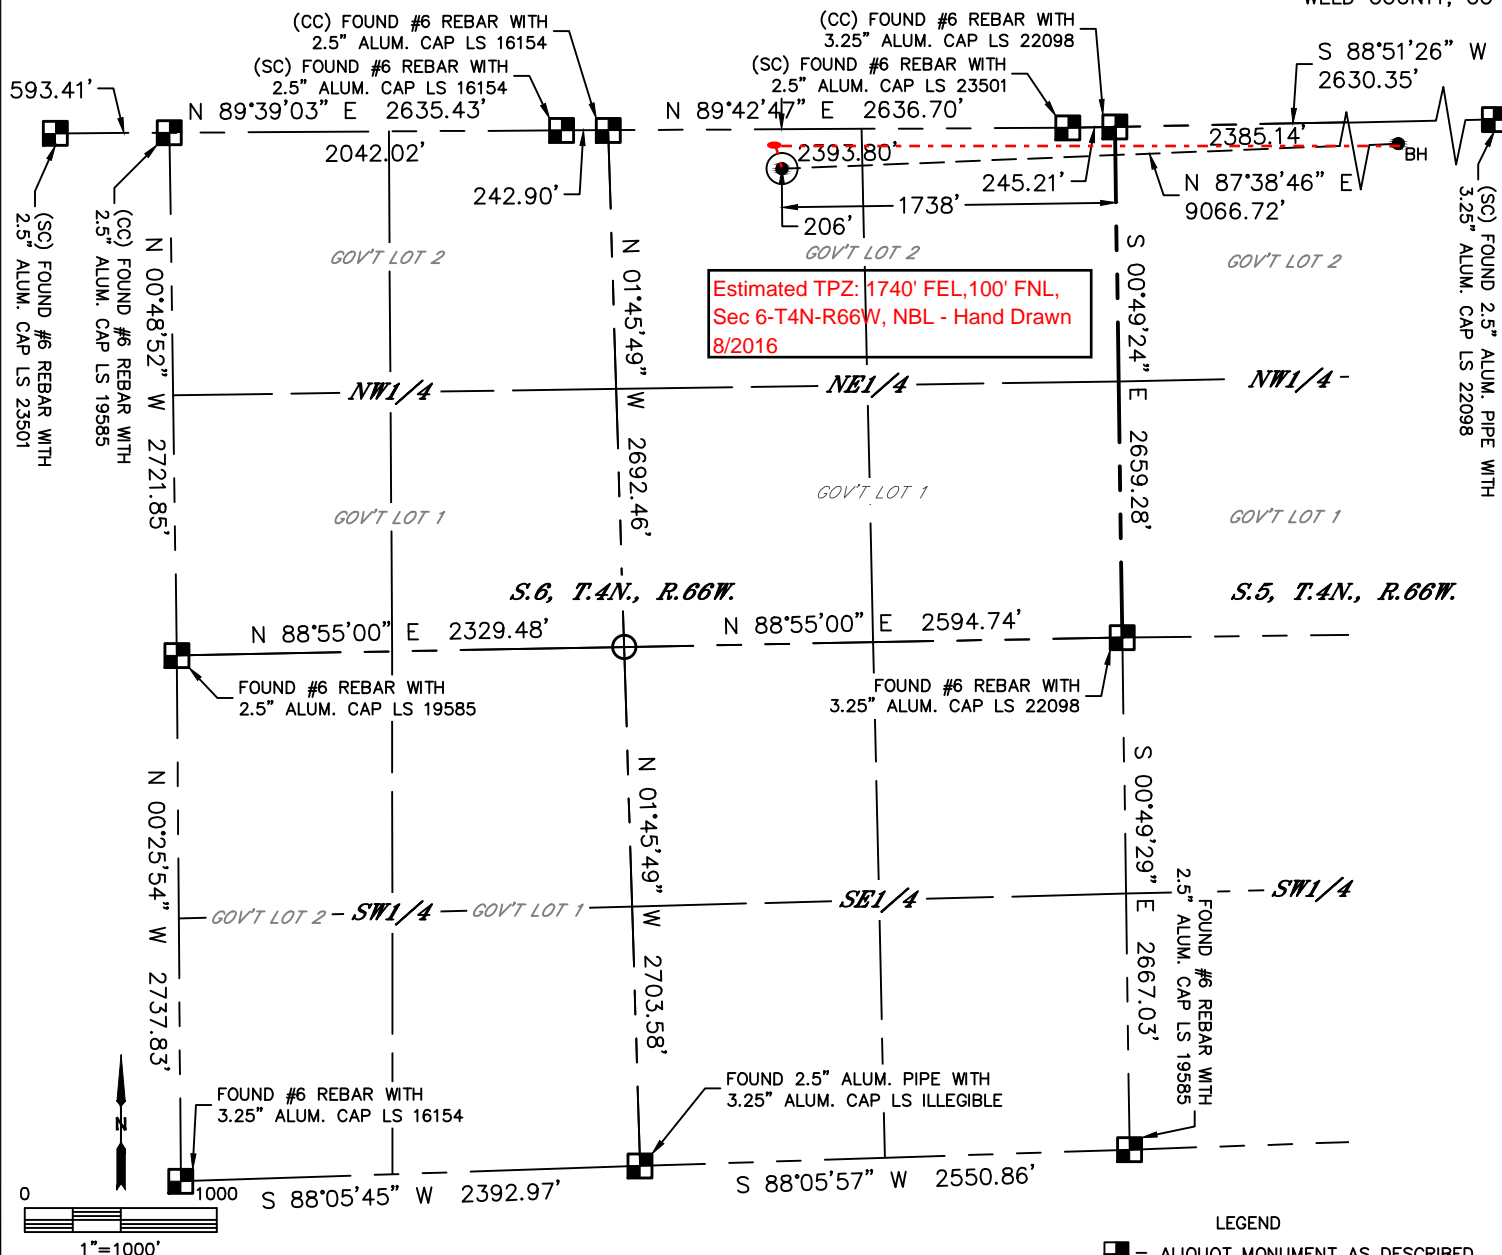 WELD COUNTY, CO
(CC) FOUND #6 REBAR WITH
2.5" ALUM. CAP LS 16154
(SC) FOUND #6 REBAR WITH
2.5" ALUM. CAP LS 16154
(CC) FOUND #6 REBAR WITH
3.25" ALUM. CAP LS 22098
(SC) FOUND #6 REBAR WITH
2.5" ALUM. CAP LS 23501
S 88°51'26" W
2630.35'
593.41'
N 89°39'03" E 2635.43'
N 89°42'47" E 2636.70'
2042.02'
242.90'
2393.80'
245.21'
2385.14'
BH
N 87°38'46" E
9066.72'
1738'
206'
(SC) FOUND #6 REBAR WITH
2.5" ALUM. CAP LS 23501
(CC) FOUND #6 REBAR WITH
2.5" ALUM. CAP LS 19585
(SC) FOUND 2.5" ALUM. PIPE WITH
3.25" ALUM. CAP LS 22098
GOV'T LOT 2
GOV'T LOT 2
GOV'T LOT 2
N 00°48'52" W 2721.85'
N 01°45'49" W 2692.46'
S 00°49'24" E 2659.28'
Estimated TPZ: 1740' FEL,100' FNL,
Sec 6-T4N-R66W, NBL - Hand Drawn
8/2016
NW1/4
NE1/4
NW1/4
GOV'T LOT 1
GOV'T LOT 1
GOV'T LOT 1
S.6, T.4N., R.66W.
S.5, T.4N., R.66W.
N 88°55'00" E 2329.48'
N 88°55'00" E 2594.74'
FOUND #6 REBAR WITH
2.5" ALUM. CAP LS 19585
FOUND #6 REBAR WITH
3.25" ALUM. CAP LS 22098
N 00°25'54" W 2737.83'
N 01°45'49" W 2703.58'
S 00°49'29" E 2667.03'
FOUND #6 REBAR WITH
2.5" ALUM. CAP LS 19585
GOV'T LOT 2
SW1/4
GOV'T LOT 1
SE1/4
SW1/4
FOUND #6 REBAR WITH
3.25" ALUM. CAP LS 16154
FOUND 2.5" ALUM. PIPE WITH
3.25" ALUM. CAP LS ILLEGIBLE
N
S 88°05'45" W 2392.97'
S 88°05'57" W 2550.86'
0 1000
1"=1000'
LEGEND
= ALIQUOT MONUMENT AS DESCRIBED